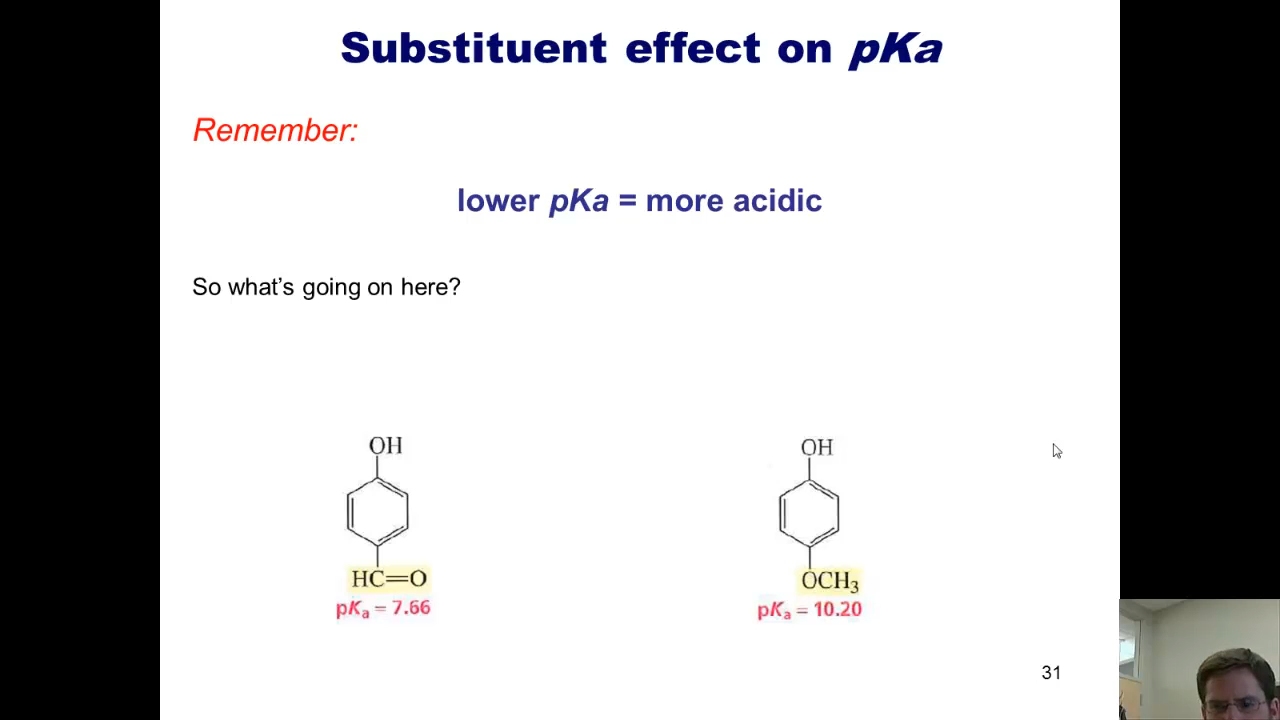 Substituent effect on pKa
Remember:
lower pKa = more acidic
So what’s going on here?
OH
HC=O
pKa = 7.66
OH
OCH3
pKa = 10.20
31